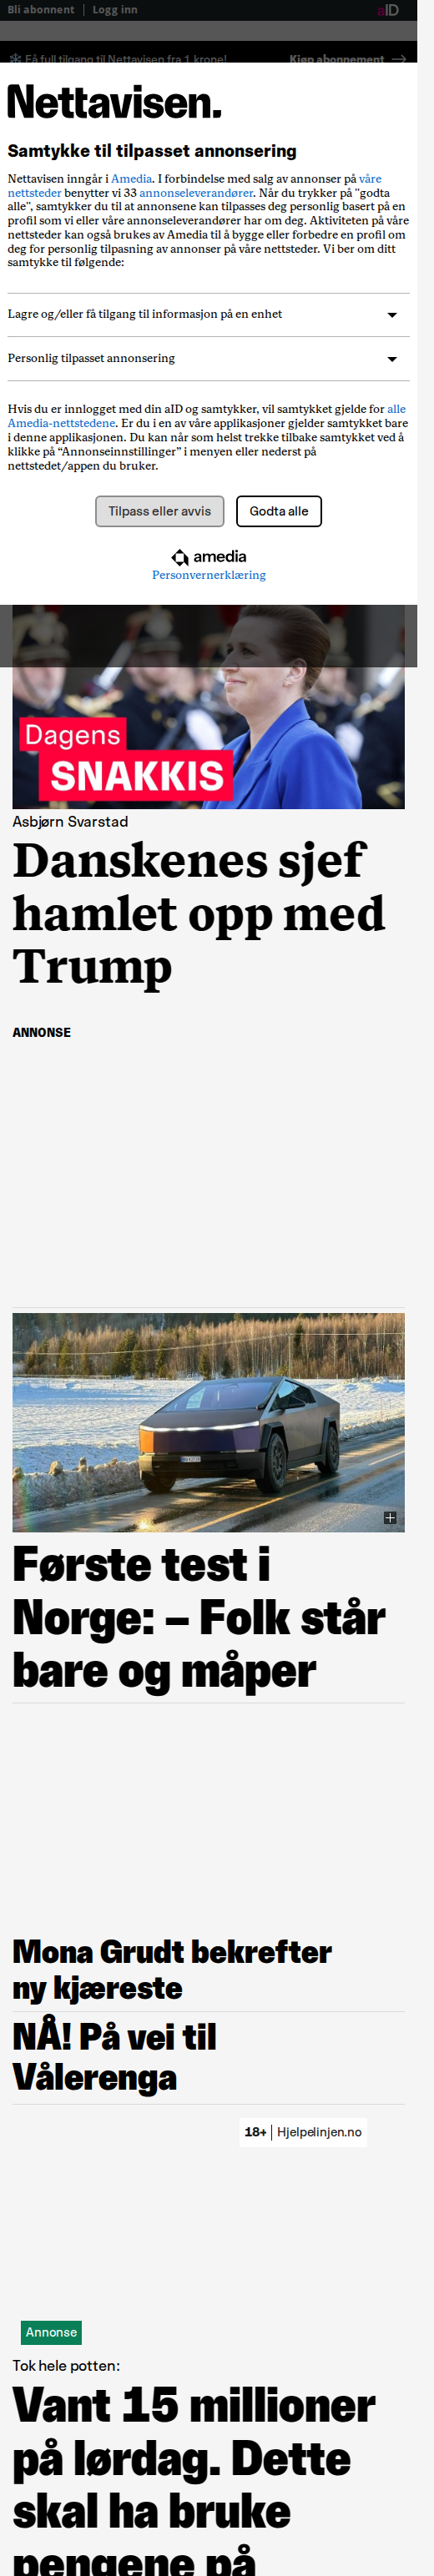 Bli abonnent | Logg inn
aID
Få full tilgang til Nettavisen fra 1 krone!
Kjøp abonnement
Nettavisen.
Samtykke til tilpasset annonsering
Nettavisen inngår i Amedia. I forbindelse med salg av annonser på våre
nettsteder benytter vi 33 annonseleverandører. Når du trykker på "godta
alle", samtykker du til at annonsene kan tilpasses deg personlig basert på en
profil som vi eller våre annonseleverandører har om deg. Aktiviteten på våre
nettsteder kan også brukes av Amedia til å bygge eller forbedre en profil om
deg for personlig tilpasning av annonser på våre nettsteder. Vi ber om ditt
samtykke til følgende:
Lagre og/eller få tilgang til informasjon på en enhet
Personlig tilpasset annonsering
Hvis du er innlogget med din aID og samtykker, vil samtykket gjelde for alle
Amedia-nettstedene. Er du i en av våre applikasjoner gjelder samtykket bare
i denne applikasjonen. Du kan når som helst trekke tilbake samtykket ved å
klikke på “Annonseinnstillinger” i menyen eller nederst på
nettstedet/appen du bruker.
Tilpass eller avvis
Godta alle
amedia
Personvernerklæring
Dagens
SNAKKIS
Asbjørn Svarstad
Danskenes sjef
hamlet opp med
Trump
ANNONSE
Første test i
Norge: – Folk står
bare og måper
Mona Grudt bekrefter
ny kjæreste
NÅ! På vei til
Vålerenga
18+ | Hjelpelinjen.no
Annonse
Tok hele potten:
Vant 15 millioner
på lørdag. Dette
skal ha bruke
pengene på